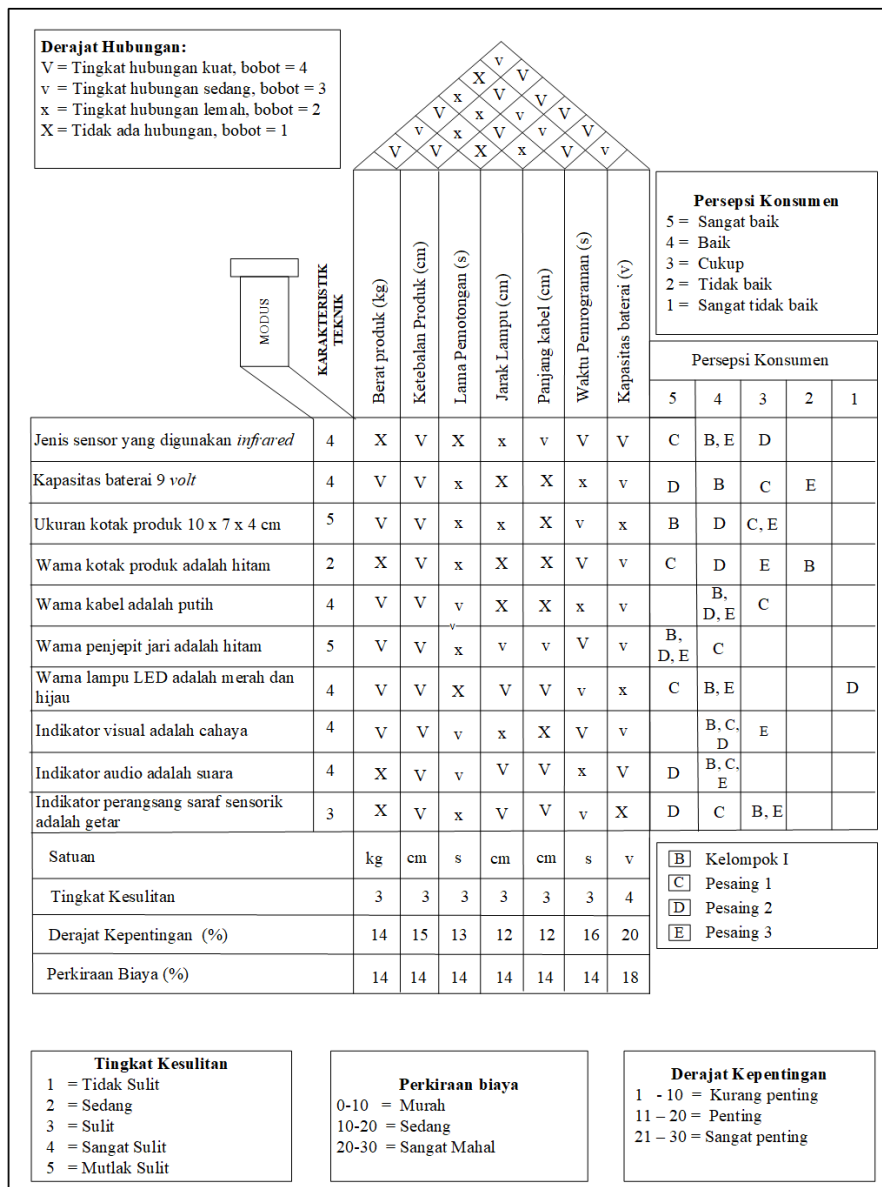 Derajat Hubungan:
V = Tingkat hubungan kuat, bobot = 4
v = Tingkat hubungan sedang, bobot = 3
x = Tingkat hubungan lemah, bobot = 2
X = Tidak ada hubungan, bobot = 1
v
X V
x V V
V x v V
v x V v V
V V X x V v
Persepsi Konsumen
5 = Sangat baik
4 = Baik
3 = Cukup
2 = Tidak baik
1 = Sangat tidak baik
MODUS
KARAKTERISTIK
TEKNIK
Berat produk (kg)
Ketebalan Produk (cm)
Lama Pemotongan (s)
Jarak Lampu (cm)
Panjang kabel (cm)
Waktu Pemrograman (s)
Kapasitas baterai (v)
Persepsi Konsumen
5 4 3 2 1
Jenis sensor yang digunakan infrared 4 X V X x v V V C B, E D
Kapasitas baterai 9 volt 4 V V x X X x v D B C E
Ukuran kotak produk 10 x 7 x 4 cm 5 V V x x X v x B D C, E
Warna kotak produk adalah hitam 2 X V x X X V v C D E B
Warna kabel adalah putih 4 V V v X X x v B, D, E C
v
Warna penjepit jari adalah hitam 5 V V x v v V v B, D, E C
Warna lampu LED adalah merah dan
hijau 4 V V X V V v x C B, E D
Indikator visual adalah cahaya 4 V V v x X V v B, C, D E
Indikator audio adalah suara 4 X V v V V x V D B, C, E
Indikator perangsang saraf sensorik
adalah getar 3 X V x V V v X D C B, E
Satuan kg cm s cm cm s v
Tingkat Kesulitan 3 3 3 3 3 3 4
Derajat Kepentingan (%) 14 15 13 12 12 16 20
Perkiraan Biaya (%) 14 14 14 14 14 14 18
B Kelompok I
C Pesaing 1
D Pesaing 2
E Pesaing 3
Tingkat Kesulitan
1 = Tidak Sulit
2 = Sedang
3 = Sulit
4 = Sangat Sulit
5 = Mutlak Sulit
Perkiraan biaya
0-10 = Murah
10-20 = Sedang
20-30 = Sangat Mahal
Derajat Kepentingan
1 - 10 = Kurang penting
11 – 20 = Penting
21 – 30 = Sangat penting